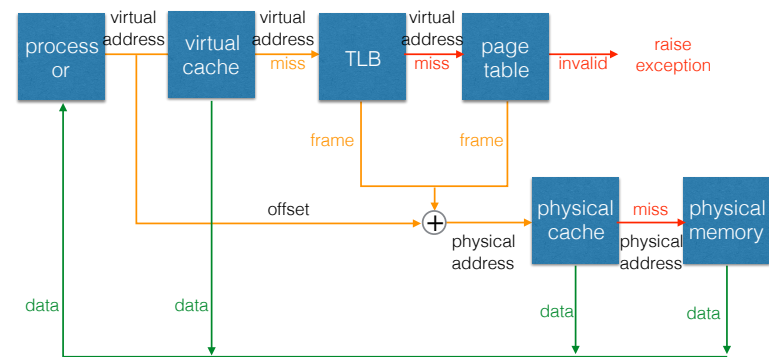 virtual
address
virtual
address
virtual
address
process
or
virtual
cache
miss
TLB
miss
page
table
invalid
raise
exception
frame
frame
offset
+
physical
address
physical
cache
miss
physical
address
physical
memory
data
data
data
data